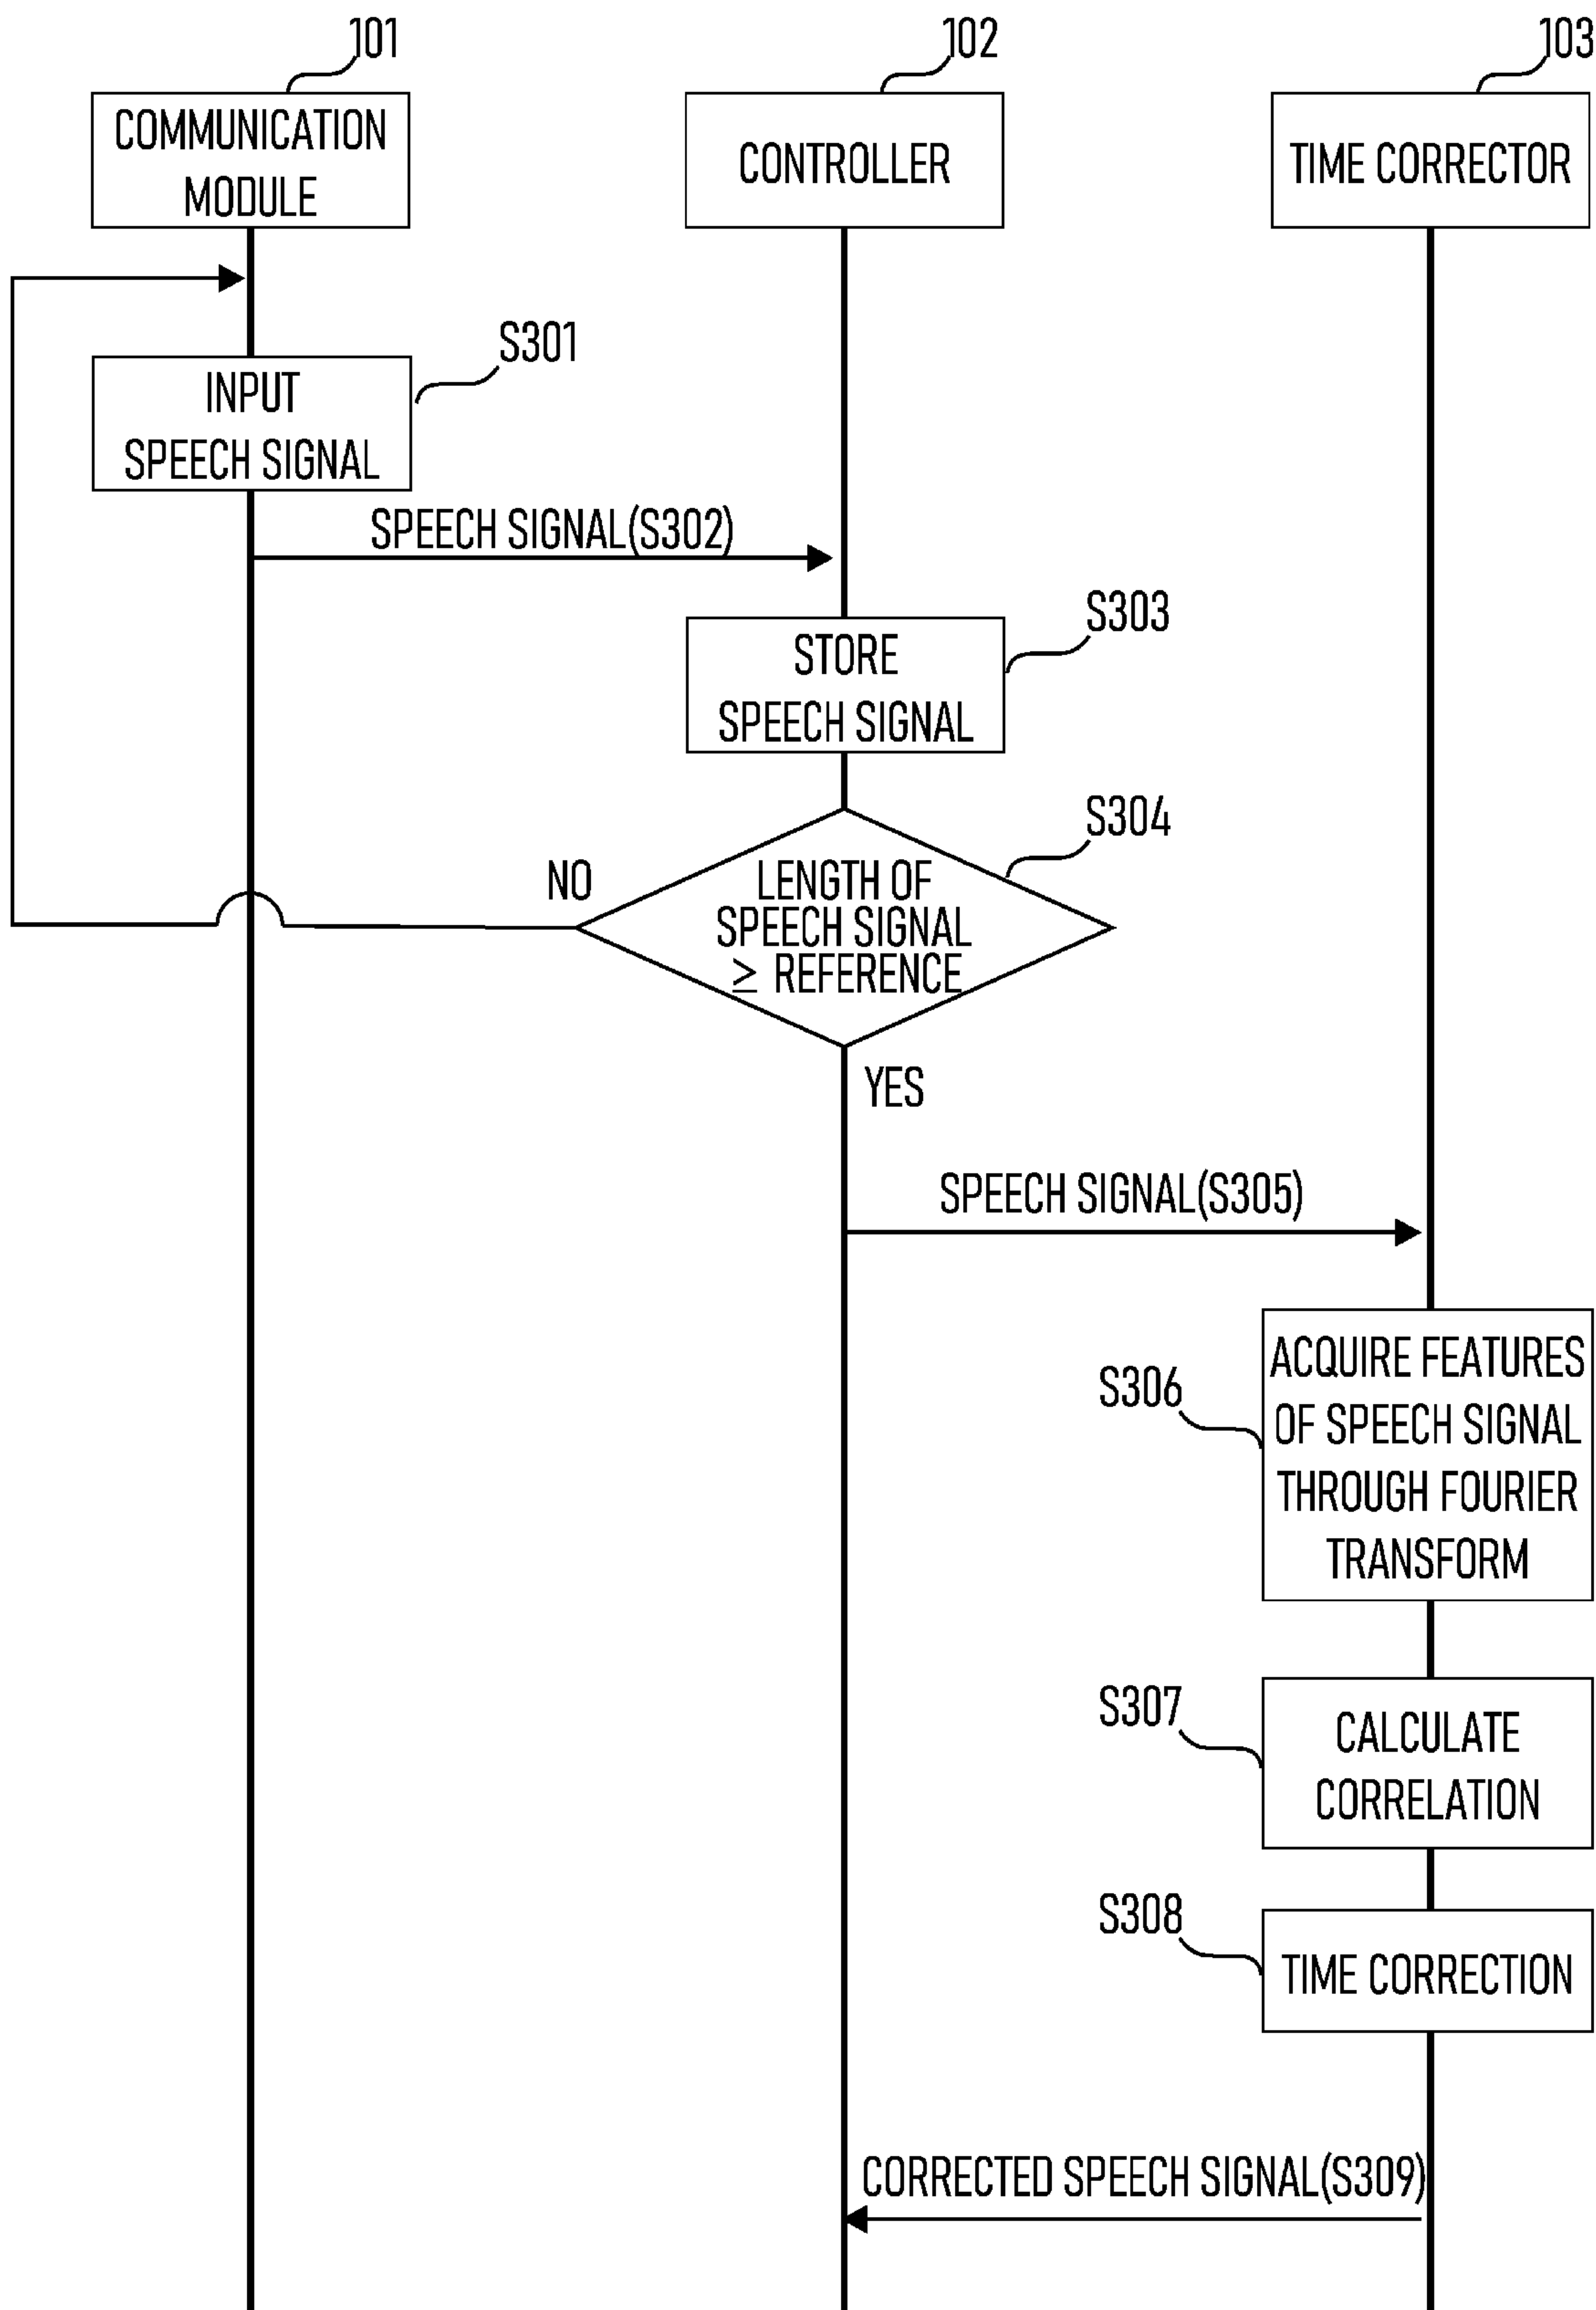 101
102
103
COMMUNICATION
MODULE
CONTROLLER
TIME CORRECTOR
S301
INPUT
SPEECH SIGNAL
SPEECH SIGNAL(S302)
S303
STORE
SPEECH SIGNAL
S304
NO
LENGTH OF
SPEECH SIGNAL
≥ REFERENCE
YES
SPEECH SIGNAL(S305)
S306
ACQUIRE FEATURES
OF SPEECH SIGNAL
THROUGH FOURIER
TRANSFORM
S307
CALCULATE
CORRELATION
S308
TIME CORRECTION
CORRECTED SPEECH SIGNAL(S309)